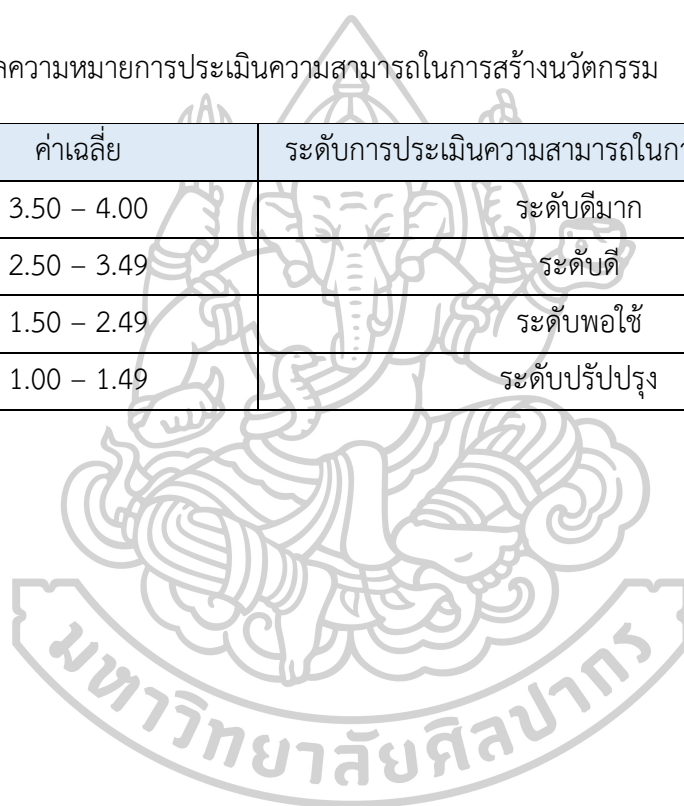 ลความหมายการประเมินความสามารถในการสร้างนวัตกรรม
ค่าเฉลี่ย ระดับการประเมินความสามารถในกา
3.50 – 4.00 ระดับดีมาก
2.50 – 3.49 ระดับดี
1.50 – 2.49 ระดับพอใช้
1.00 – 1.49 ระดับปรัปปรุง
มหาวิทยาลัยศิลปากร